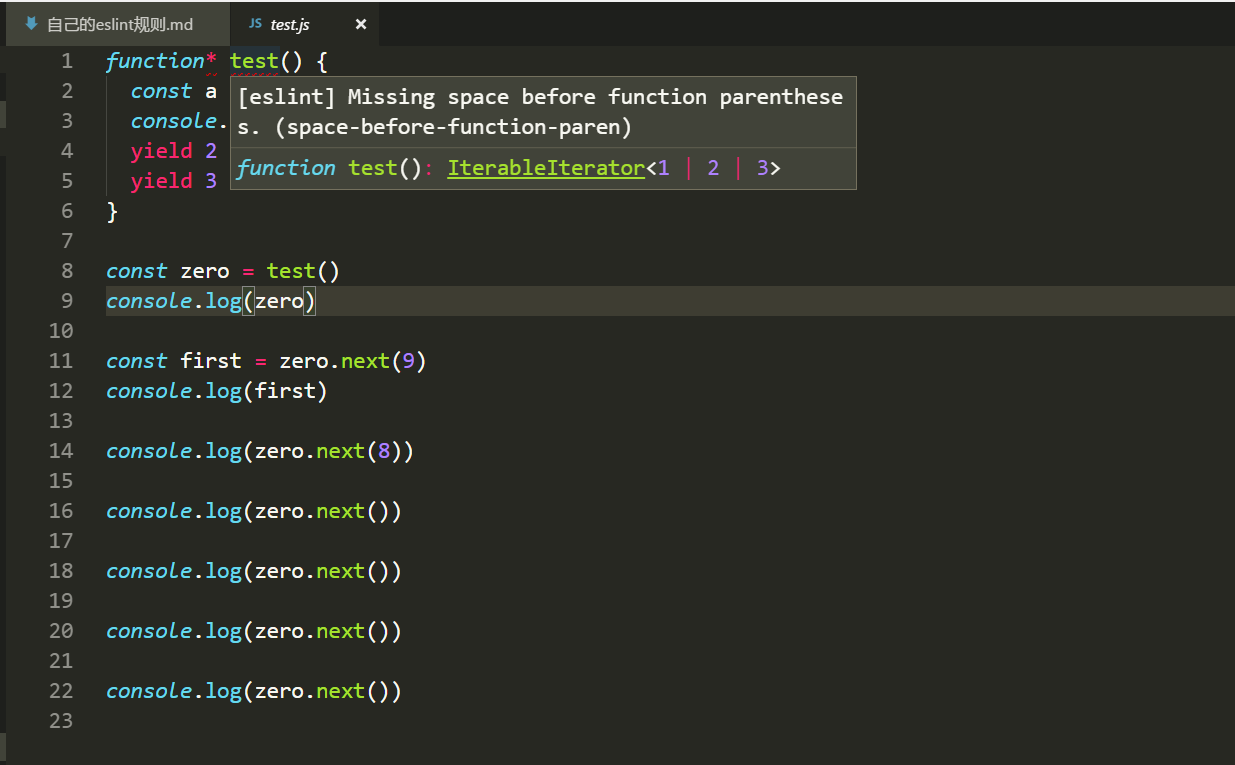 自己的eslint规则.md
JS test.js ×
1 function* test() {
2 const a
3 console.
4 yield 2
5 yield 3
[eslint] Missing space before function parenthese
s. (space-before-function-paren)
function test(): IterableIterator<1 | 2 | 3>
6 }
7
8 const zero = test()
9 console.log(zero)
10
11 const first = zero.next(9)
12 console.log(first)
13
14 console.log(zero.next(8))
15
16 console.log(zero.next())
17
18 console.log(zero.next())
19
20 console.log(zero.next())
21
22 console.log(zero.next())
23